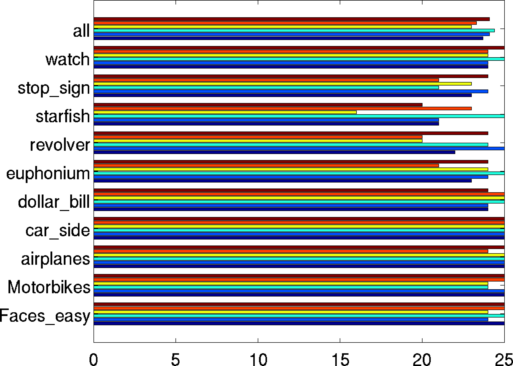 all
watch
stop_sign
starfish
revolver
euphonium
dollar_bill
car_side
airplanes
Motorbikes
Faces_easy
0 5 10 15 20 25